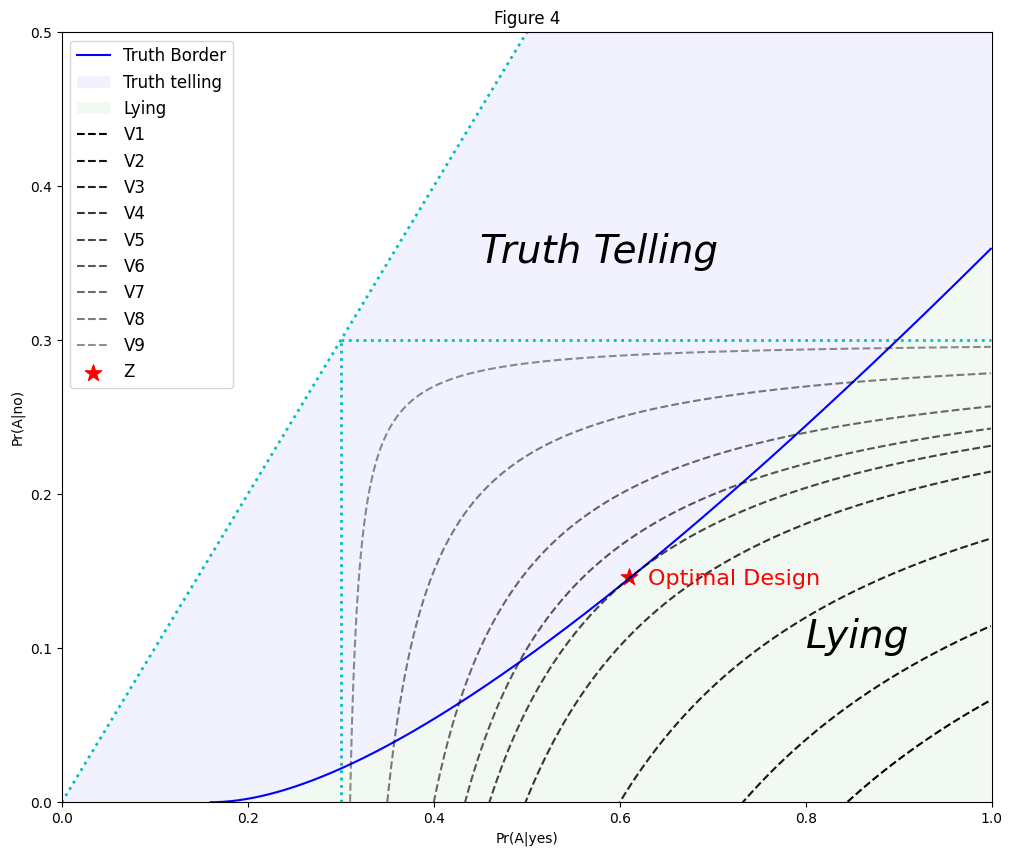 Figure 4
Truth Border
Truth telling
Lying
V1
V2
V3
V4
V5
V6
V7
V8
V9
Z
Truth Telling
Optimal Design
Lying
Pr(A|no)
0.5
0.4
0.3
0.2
0.1
0.0
0.0 0.2 0.4 0.6 0.8 1.0
Pr(A|yes)